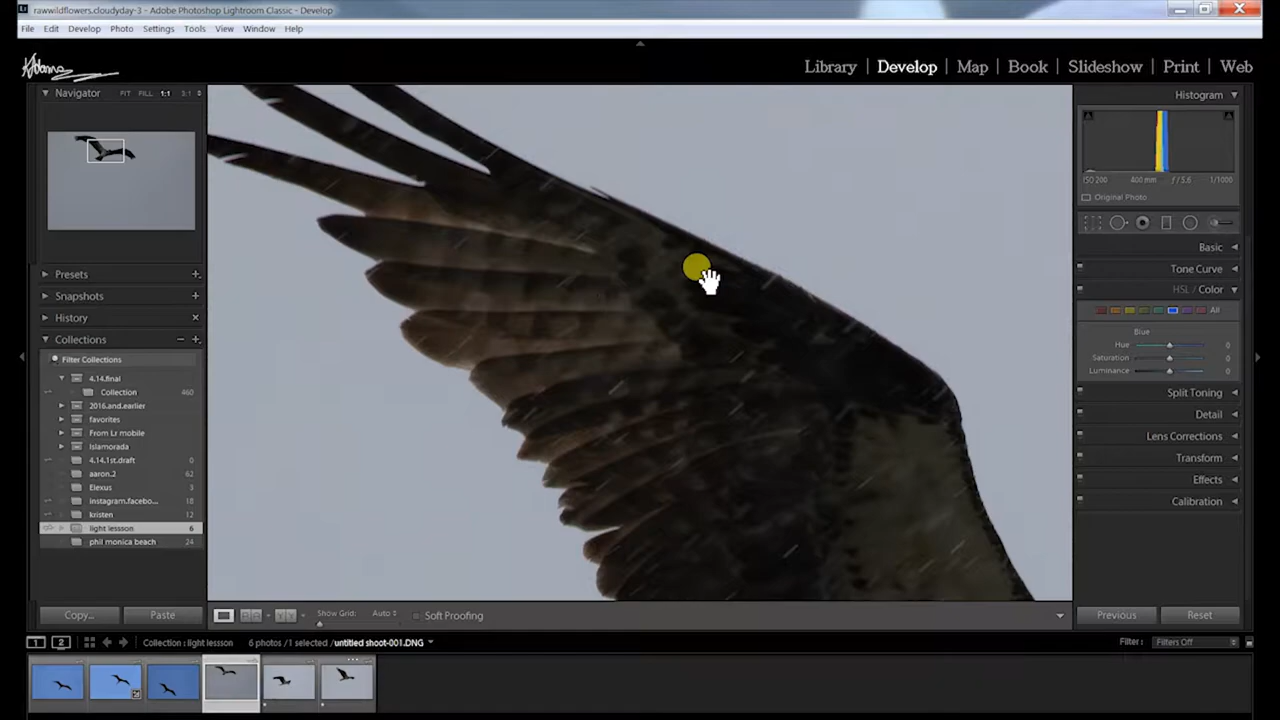 rawwildflowers.cloudyday-3 - Adobe Photoshop Lightroom Classic - Develop
File Edit Develop Photo Settings Tools View Window Help
Library | Develop | Map | Book | Slideshow | Print | Web
Navigator FIT FILL 1:1 3:1
Histogram
ISO 200 400 mm f / 5.6 1/1000
Original Photo
Basic
Tone Curve
HSL / Color
All
Blue
Hue 0
Saturation 0
Luminance 0
Split Toning
Detail
Lens Corrections
Transform
Effects
Calibration
Presets
Snapshots
History
Collections
Filter Collections
4.14.final
Collection 460
2016.and.earlier
favorites
From Lr mobile
Islamorada
4.14.1st.draft 0
aaron.2 62
Elexus 3
instagram.facebo... 18
kristen 12
light lesson 6
phil monica beach 24
Copy... Paste
Show Grid: Auto Soft Proofing
Previous Reset
1 2 Collection : light lessson 6 photos /1 selected /untitled shoot-001.DNG
Filter : Filters Off